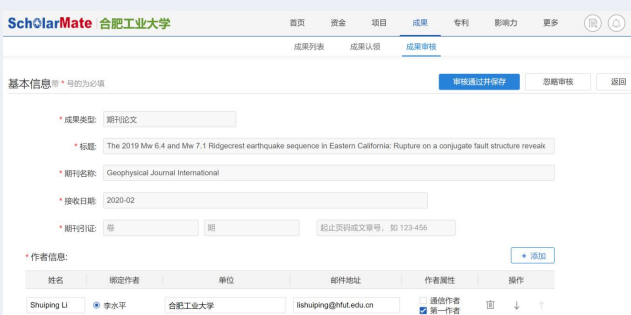 ScholarMate 合肥工业大学 首页 资金 项目 成果 专利 影响力 更多
成果列表 成果认领 成果审核
基本信息带 * 号的为必填 审核通过并保存 忽略审核 返回
* 成果类型: 期刊论文
* 标题: The 2019 Mw 6.4 and Mw 7.1 Ridgecrest earthquake sequence in Eastern California: Rupture on a conjugate fault structure reveale
* 期刊名称: Geophysical Journal International
* 接收日期: 2020-02
* 期刊引证: 卷 期 起止页码或文章号, 如 123-456
* 作者信息: + 添加
姓名 绑定作者 单位 邮件地址 作者属性 操作
Shuiping Li 李水平 合肥工业大学 lishuiping@hfut.edu.cn 通信作者
第一作者